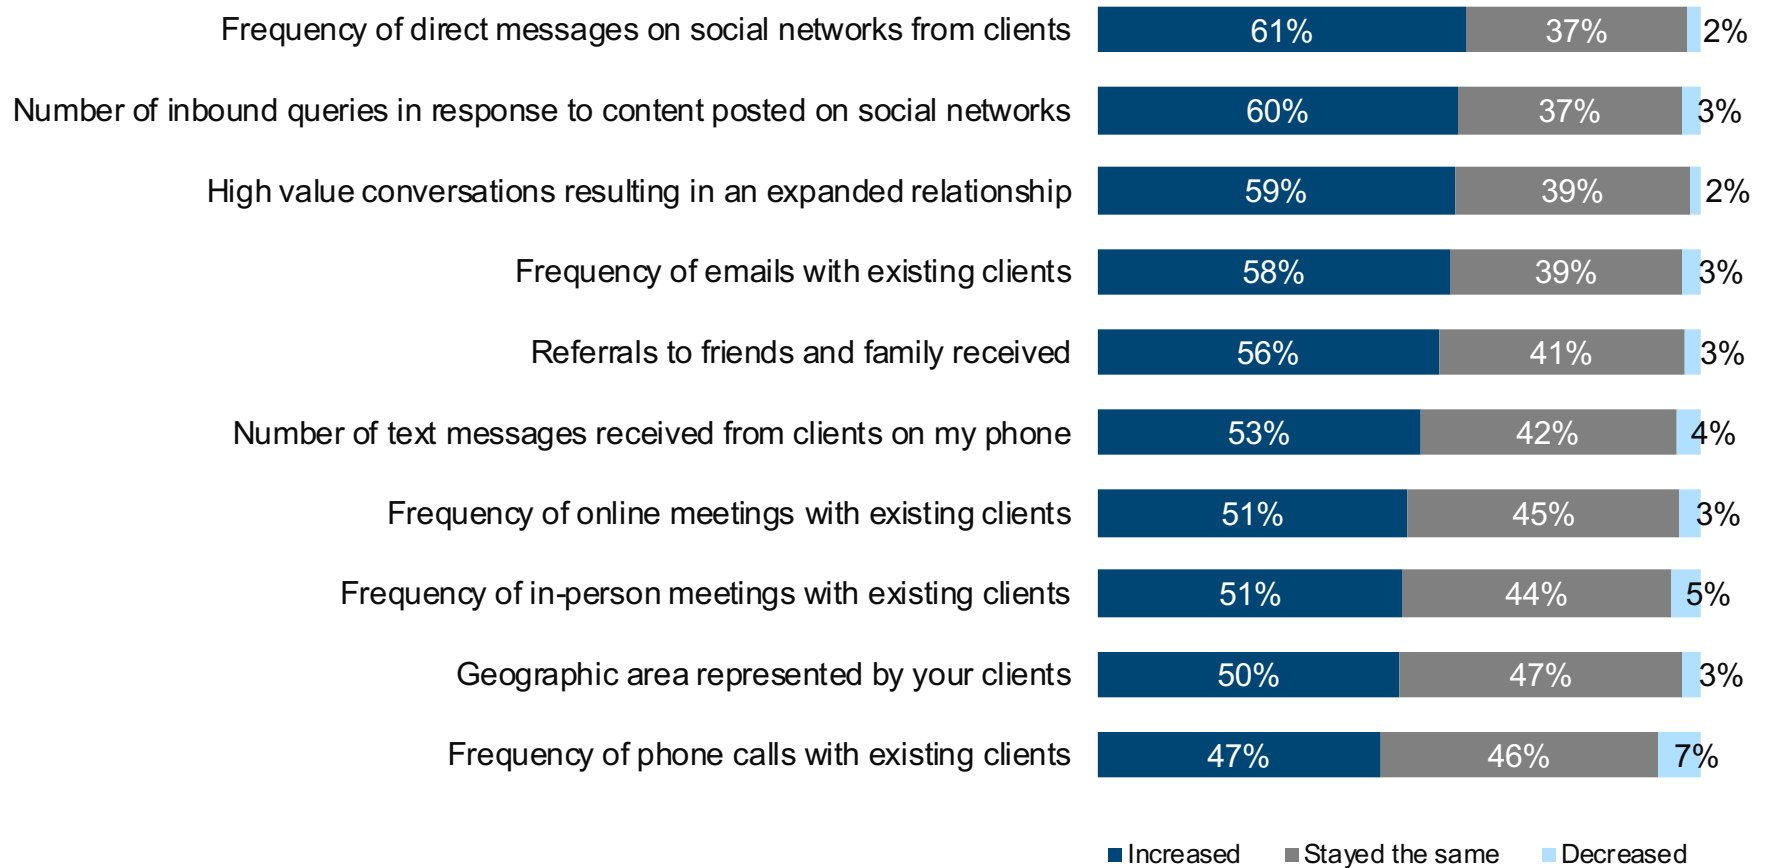 Frequency of direct messages on social networks from clients 61% 37% 2%
Number of inbound queries in response to content posted on social networks 60% 37% 3%
High value conversations resulting in an expanded relationship 59% 39% 2%
Frequency of emails with existing clients 58% 39% 3%
Referrals to friends and family received 56% 41% 3%
Number of text messages received from clients on my phone 53% 42% 4%
Frequency of online meetings with existing clients 51% 45% 3%
Frequency of in-person meetings with existing clients 51% 44% 5%
Geographic area represented by your clients 50% 47% 3%
Frequency of phone calls with existing clients 47% 46% 7%
Increased Stayed the same Decreased